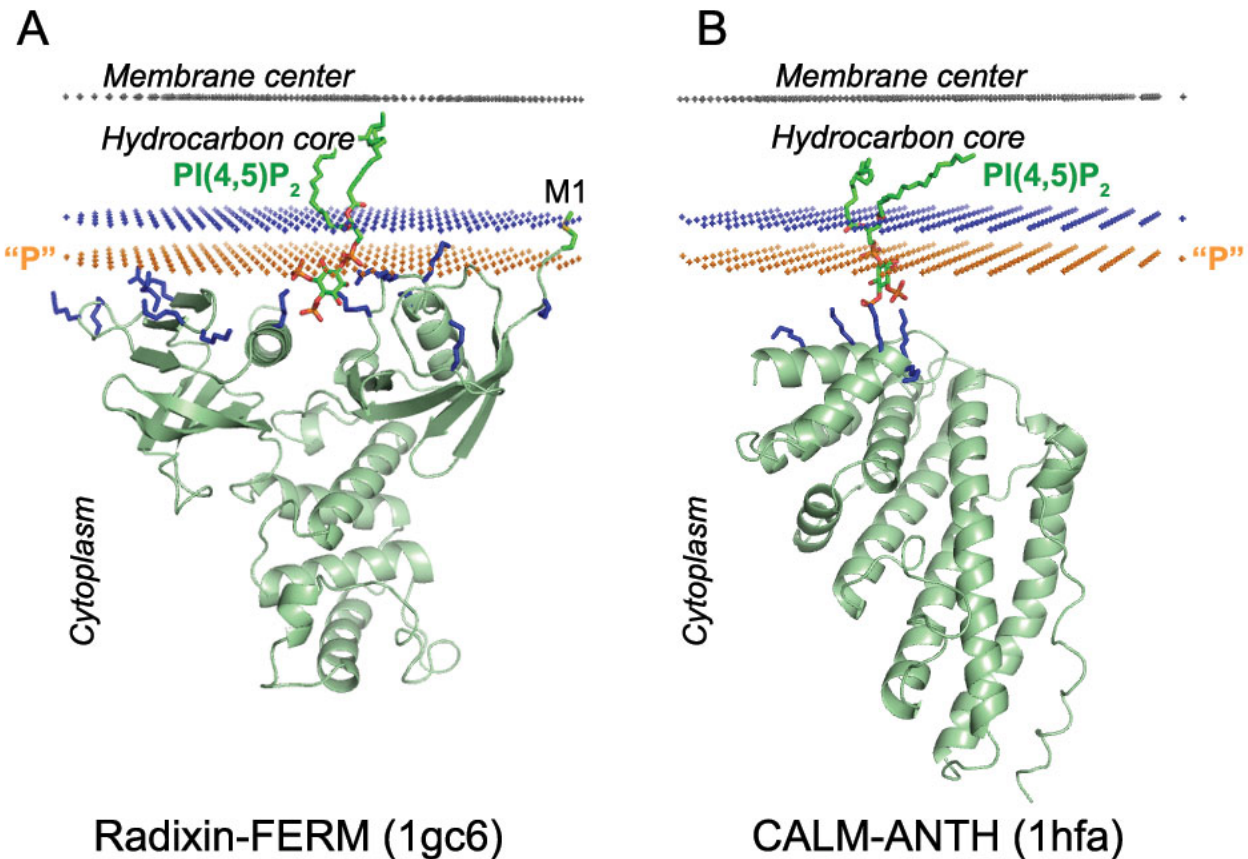 A
Membrane center
Hydrocarbon core
PI(4,5)P2
M1
"P"
Cytoplasm
Radixin-FERM (1gc6)
B
Membrane center
Hydrocarbon core
PI(4,5)P2
"P"
Cytoplasm
CALM-ANTH (1hfa)